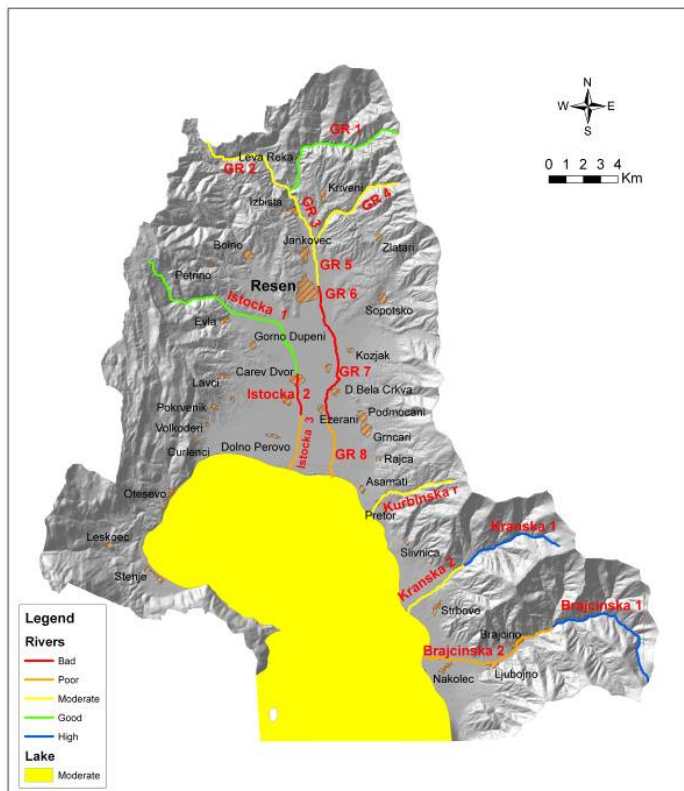 N
W E
S
0 1 2 3 4
Km
GR 1
Leva Reka
GR 2
Kriveni
GR 4
Izbista
GR 3
Zlatari
Jankovec
Bolno
GR 5
Petrino
Resen
GR 6
Istocka 1
Sopotsko
Evla
Gorno Dupeni
Kozjak
Carev Dvor
GR 7
Lavci
D.Bela Crkva
Istocka 2
Pokrvenik
Ezerani
Podmocani
Volkoderi
Grncari
Curlenci
Dolno Perovo
Istocka 3
GR 8
Rajca
Asamati
Otesevo
Kurbinska r
Pretor
Kranska 1
Leskoec
Slivnica
Stenje
Kranska 2
Strbovo
Brajcinska 1
Brajcino
Brajcinska 2
Ljubojno
Nakolec
Legend
Rivers
Bad
Poor
Moderate
Good
High
Lake
Moderate